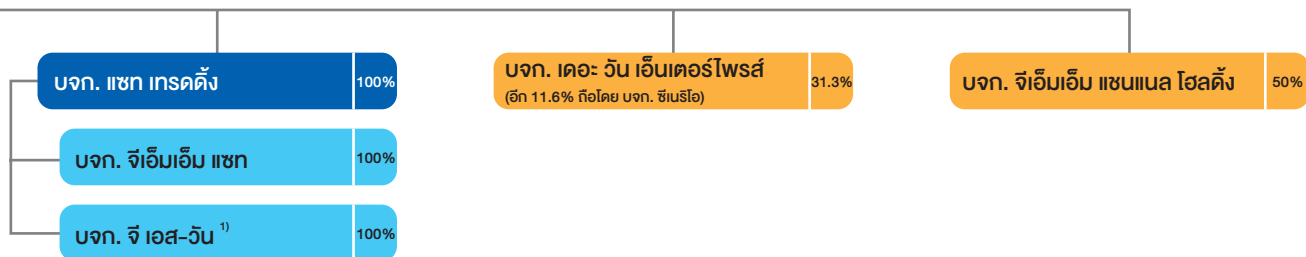 บจก. แซท เทรดดิ้ง 100%
บจก. จีเอ็มเอ็ม แซท 100%
บจก. จี เอส-วัน 1) 100%
บจก. เดอะ วัน เอ็นเตอร์ไพรส์ 31.3%
(อีก 11.6% ถือโดย บจก. ซีเนริโอ)
บจก. จีเอ็มเอ็ม แชนแนล โฮลดิ้ง 50%